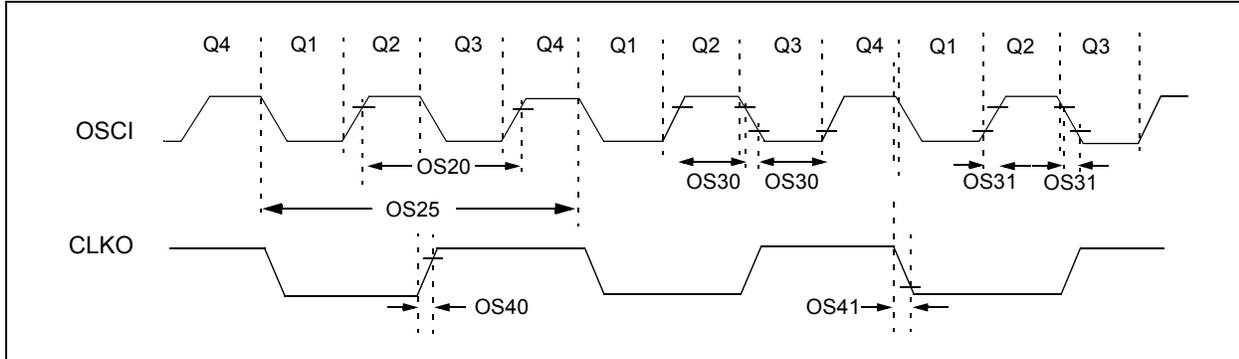 Q4 Q1 Q2 Q3 Q4 Q1 Q2 Q3 Q4 Q1 Q2 Q3
OSCI
OS20
OS30 OS30
OS31 OS31
OS25
CLKO
OS40
OS41